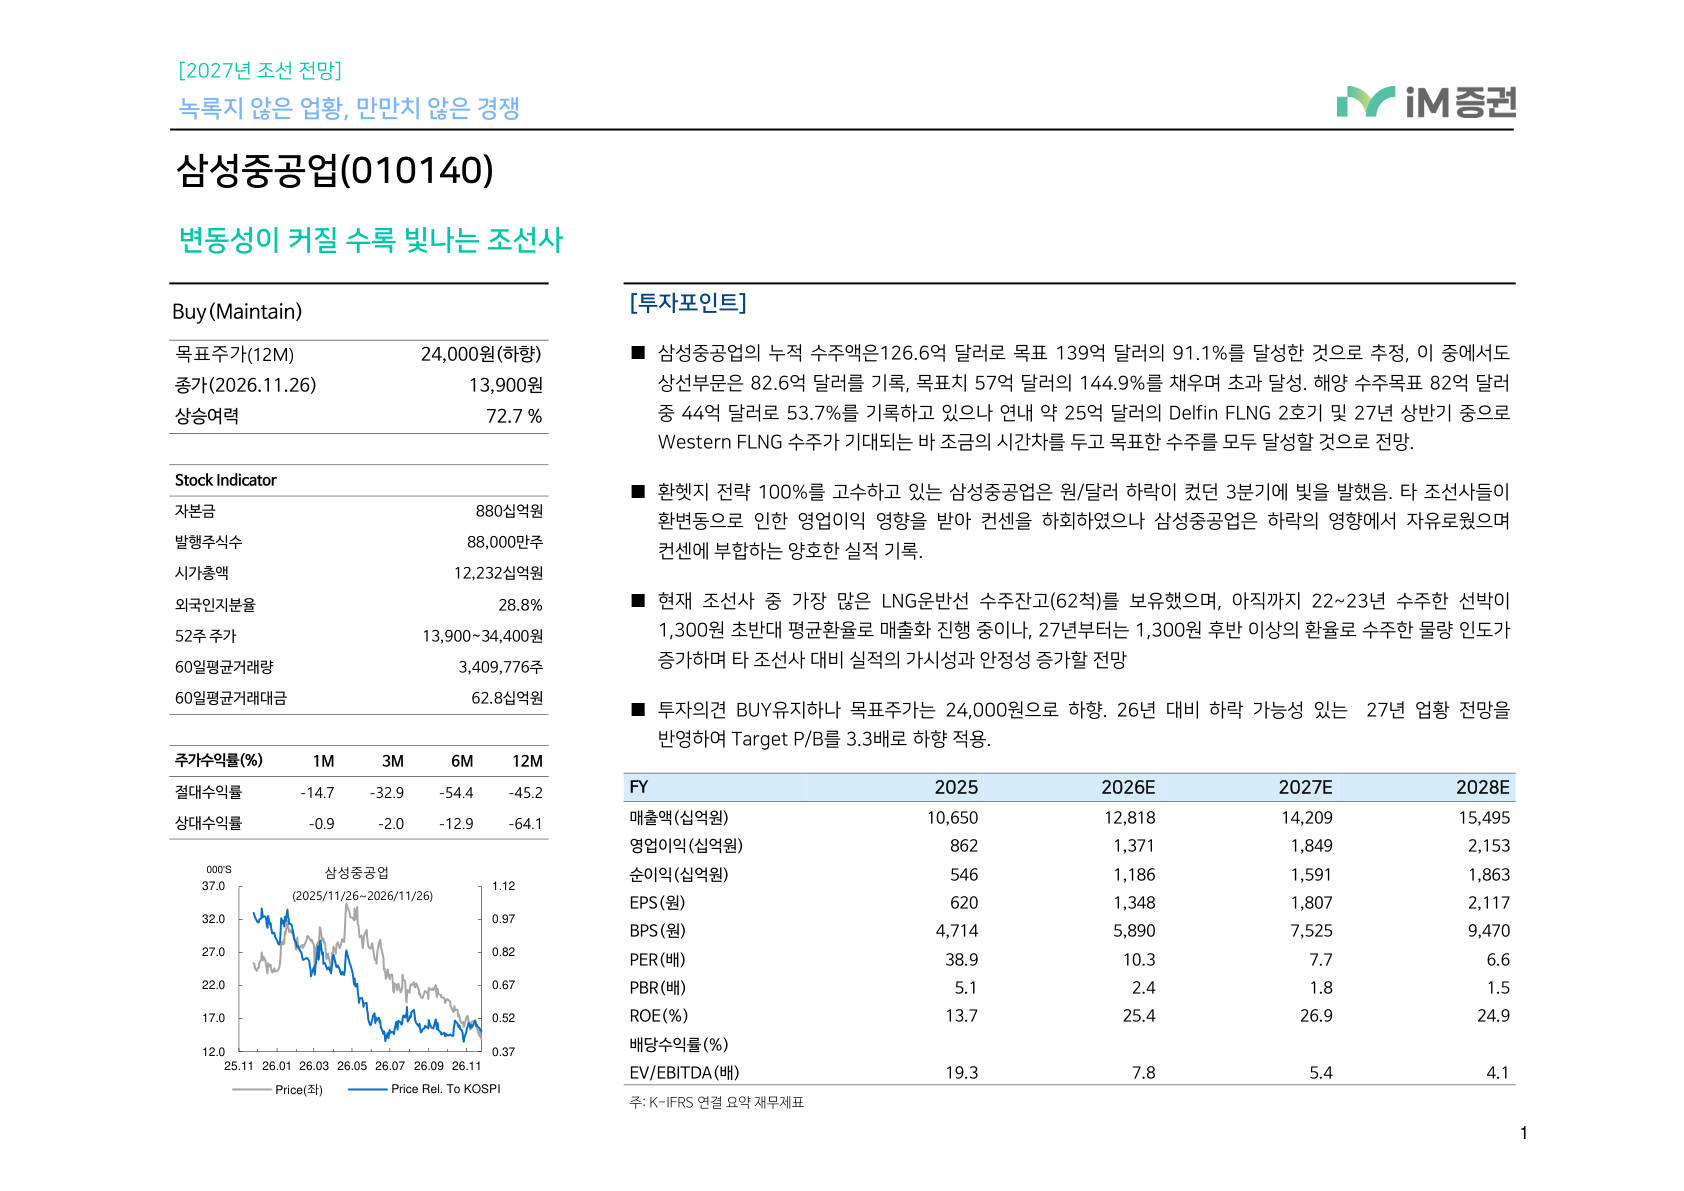 [2027년 조선 전망]
녹록지 않은 업황, 만만치 않은 경쟁
iM증권
삼성중공업(010140)
변동성이 커질 수록 빛나는 조선사
Buy(Maintain)
목표주가(12M) 24,000원(하향)
종가(2026.11.26) 13,900원
상승여력 72.7 %
Stock Indicator
자본금 880십억원
발행주식수 88,000만주
시가총액 12,232십억원
외국인지분율 28.8%
52주 주가 13,900~34,400원
60일평균거래량 3,409,776주
60일평균거래대금 62.8십억원
주가수익률(%) 1M 3M 6M 12M
절대수익률 -14.7 -32.9 -54.4 -45.2
상대수익률 -0.9 -2.0 -12.9 -64.1
000'S 삼성중공업
(2025/11/26~2026/11/26)
37.0 1.12
32.0 0.97
27.0 0.82
22.0 0.67
17.0 0.52
12.0 0.37
25.11 26.01 26.03 26.05 26.07 26.09 26.11
Price(좌) Price Rel. To KOSPI
[투자포인트]
■ 삼성중공업의 누적 수주액은126.6억 달러로 목표 139억 달러의 91.1%를 달성한 것으로 추정, 이 중에서도
상선부문은 82.6억 달러를 기록, 목표치 57억 달러의 144.9%를 채우며 초과 달성. 해양 수주목표 82억 달러
중 44억 달러로 53.7%를 기록하고 있으나 연내 약 25억 달러의 Delfin FLNG 2호기 및 27년 상반기 중으로
Western FLNG 수주가 기대되는 바 조금의 시간차를 두고 목표한 수주를 모두 달성할 것으로 전망.
■ 환헷지 전략 100%를 고수하고 있는 삼성중공업은 원/달러 하락이 컸던 3분기에 빛을 발했음. 타 조선사들이
환변동으로 인한 영업이익 영향을 받아 컨센을 하회하였으나 삼성중공업은 하락의 영향에서 자유로웠으며
컨센에 부합하는 양호한 실적 기록.
■ 현재 조선사 중 가장 많은 LNG운반선 수주잔고(62척)를 보유했으며, 아직까지 22~23년 수주한 선박이
1,300원 초반대 평균환율로 매출화 진행 중이나, 27년부터는 1,300원 후반 이상의 환율로 수주한 물량 인도가
증가하며 타 조선사 대비 실적의 가시성과 안정성 증가할 전망
■ 투자의견 BUY유지하나 목표주가는 24,000원으로 하향. 26년 대비 하락 가능성 있는 27년 업황 전망을
반영하여 Target P/B를 3.3배로 하향 적용.
FY 2025 2026E 2027E 2028E
매출액(십억원) 10,650 12,818 14,209 15,495
영업이익(십억원) 862 1,371 1,849 2,153
순이익(십억원) 546 1,186 1,591 1,863
EPS(원) 620 1,348 1,807 2,117
BPS(원) 4,714 5,890 7,525 9,470
PER(배) 38.9 10.3 7.7 6.6
PBR(배) 5.1 2.4 1.8 1.5
ROE(%) 13.7 25.4 26.9 24.9
배당수익률(%)
EV/EBITDA(배) 19.3 7.8 5.4 4.1
주: K-IFRS 연결 요약 재무제표
1